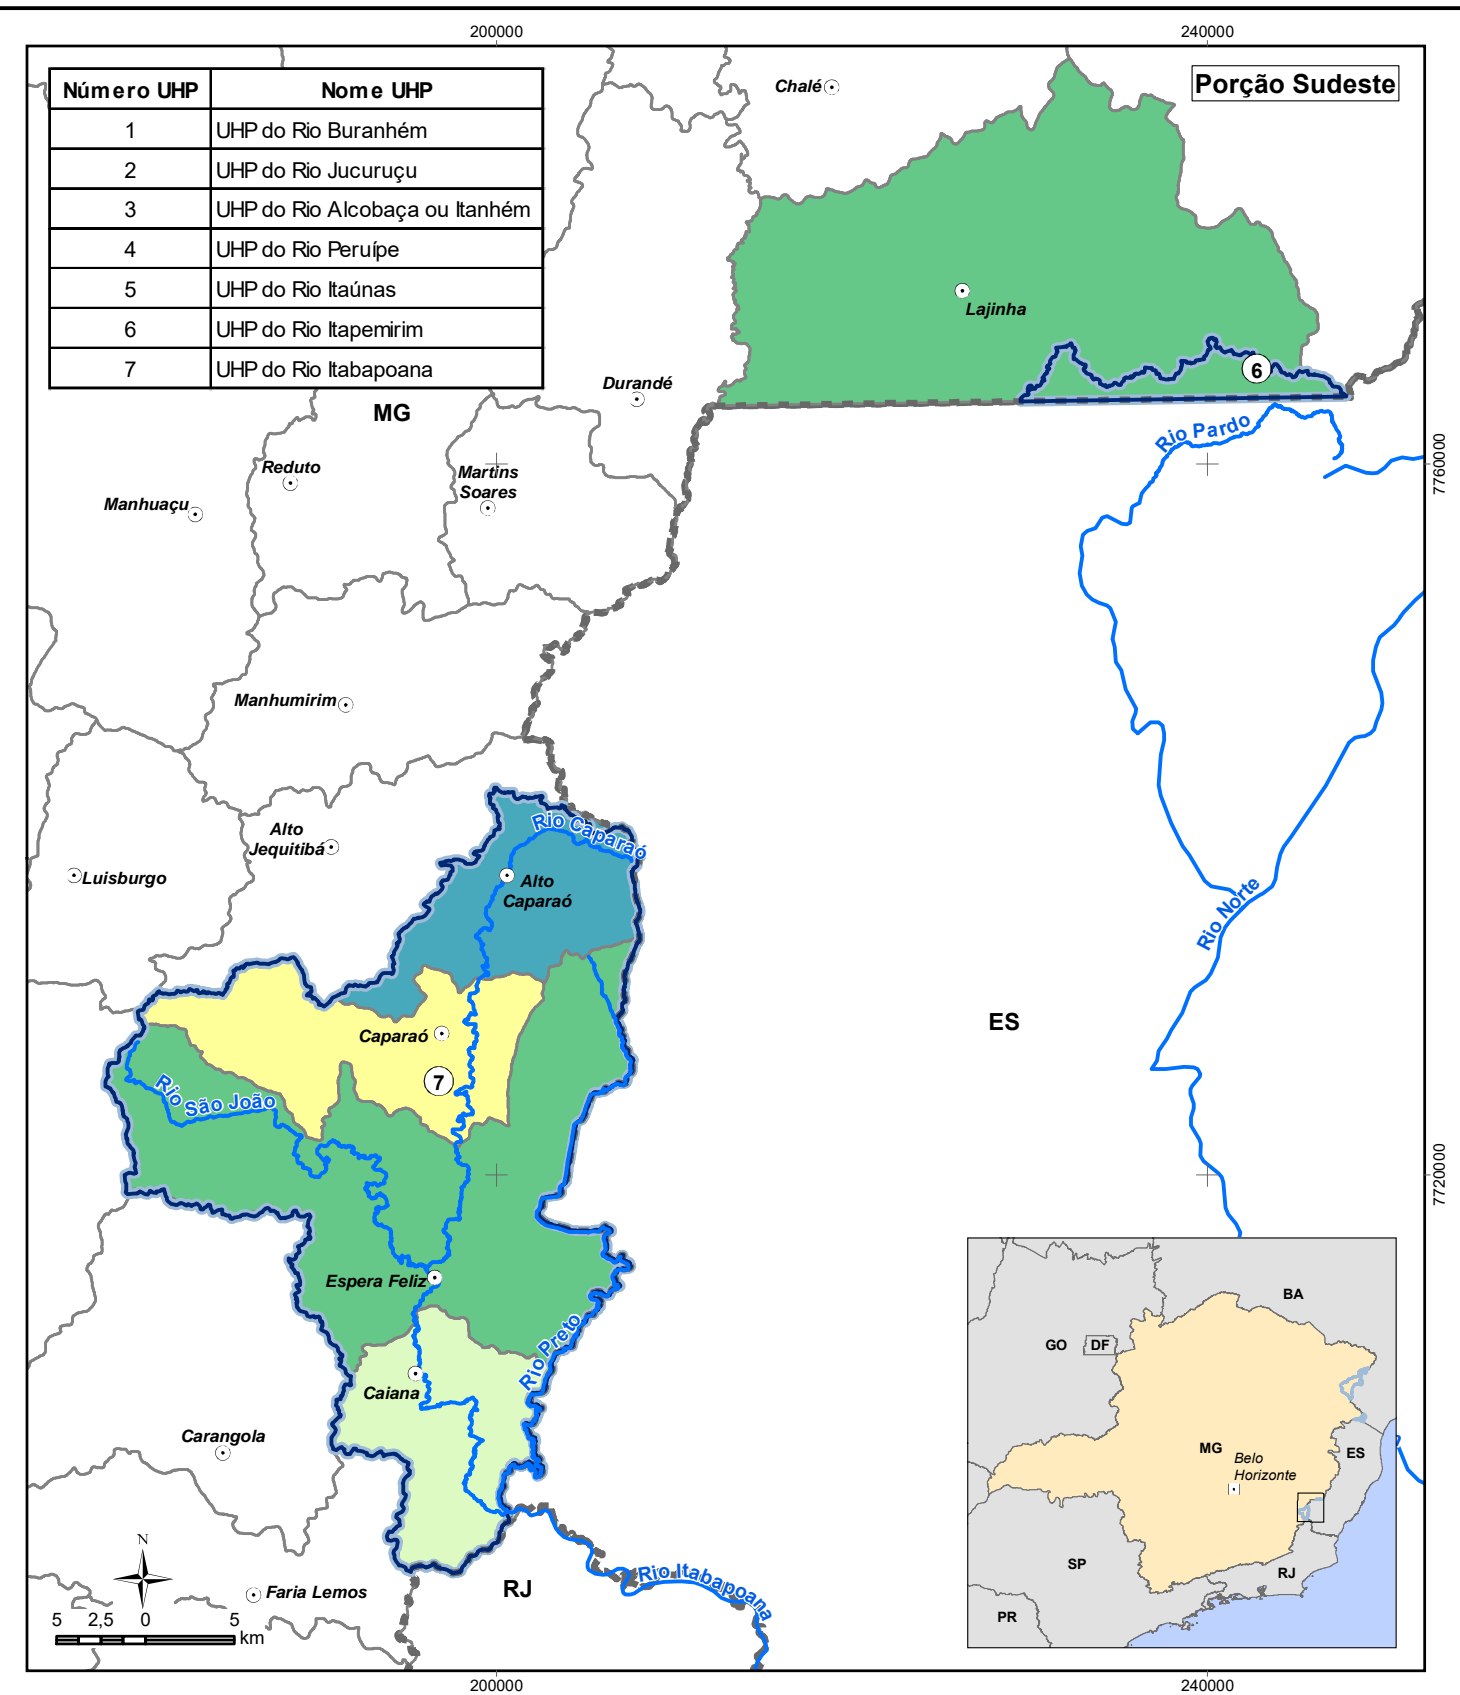 200000
240000
Número UHP Nome UHP
1 UHP do Rio Buranhém
2 UHP do Rio Jucuruçu
3 UHP do Rio Alcobaça ou Itanhém
4 UHP do Rio Peruípe
5 UHP do Rio Itaúnas
6 UHP do Rio Itapemirim
7 UHP do Rio Itabapoana
Porção Sudeste
Chalé
Lajinha
6
Durandé
MG
Rio Pardo
Reduto
Martins
Soares
Manhuaçu
7760000
Manhumirim
Alto
Jequitibá
Luisburgo
Rio Caparaó
Alto
Caparaó
Rio Norte
ES
Caparaó
7
Rio São João
7720000
Espera Feliz
Rio Preto
Caiana
Carangola
N
Faria Lemos
5 2,5 0 5
km
RJ
Rio Itabapoana
BA
GO
DF
MG
Belo
Horizonte
ES
SP
RJ
PR
200000
240000